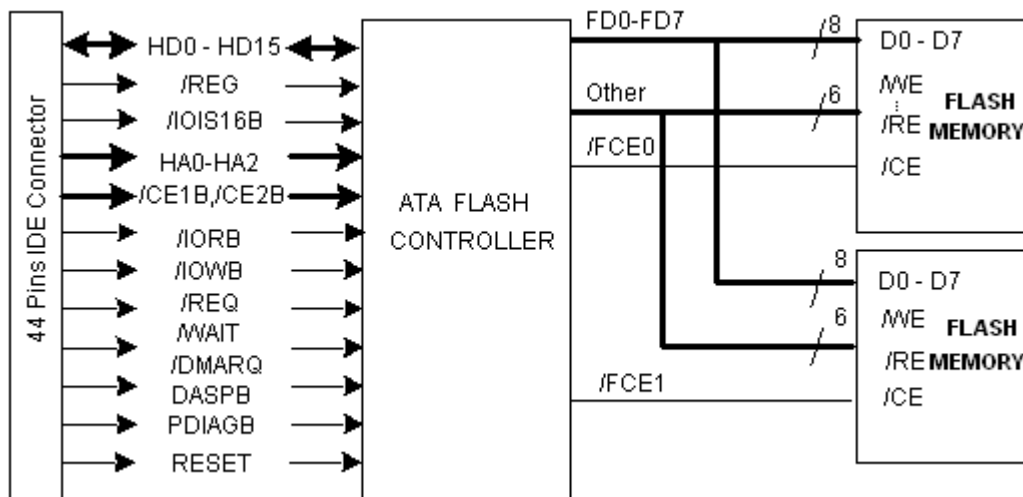 44 Pins IDE Connector
HD0 - HD15
/REG
/IOIS16B
HA0-HA2
/CE1B,/CE2B
/IORB
/IOWB
/REQ
/WAIT
/DMARQ
DASPB
PDIAGB
RESET
ATA FLASH
CONTROLLER
FD0-FD7
Other
/FCE0
/FCE1
8
6
D0 - D7
/WE
/RE
/CE
FLASH
MEMORY
8
6
D0 - D7
/WE
/RE
/CE
FLASH
MEMORY